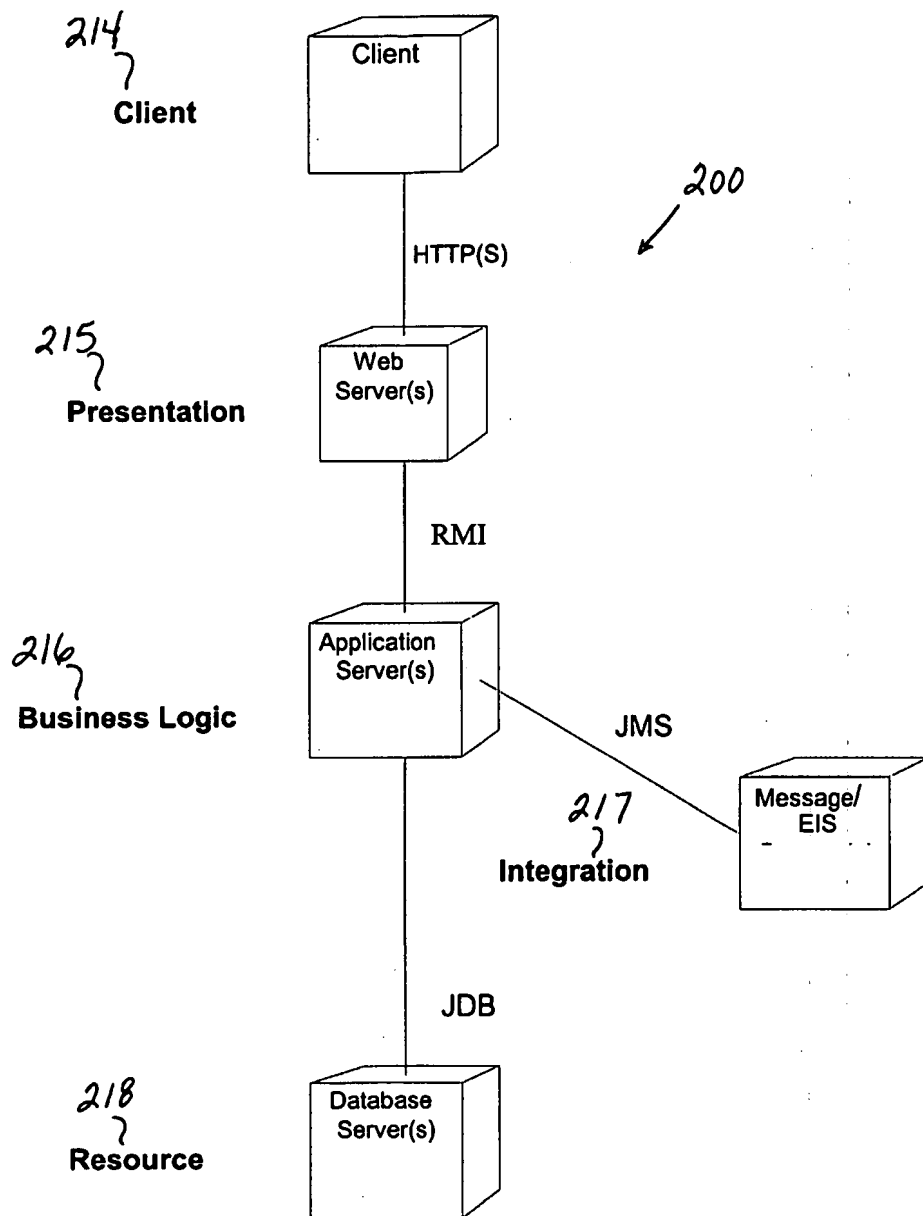 214
Client
Client
200
HTTP(S)
215
Presentation
Web
Server(s)
RMI
216
Business Logic
Application
Server(s)
JMS
217
Integration
Message/
EIS
JDB
218
Resource
Database
Server(s)